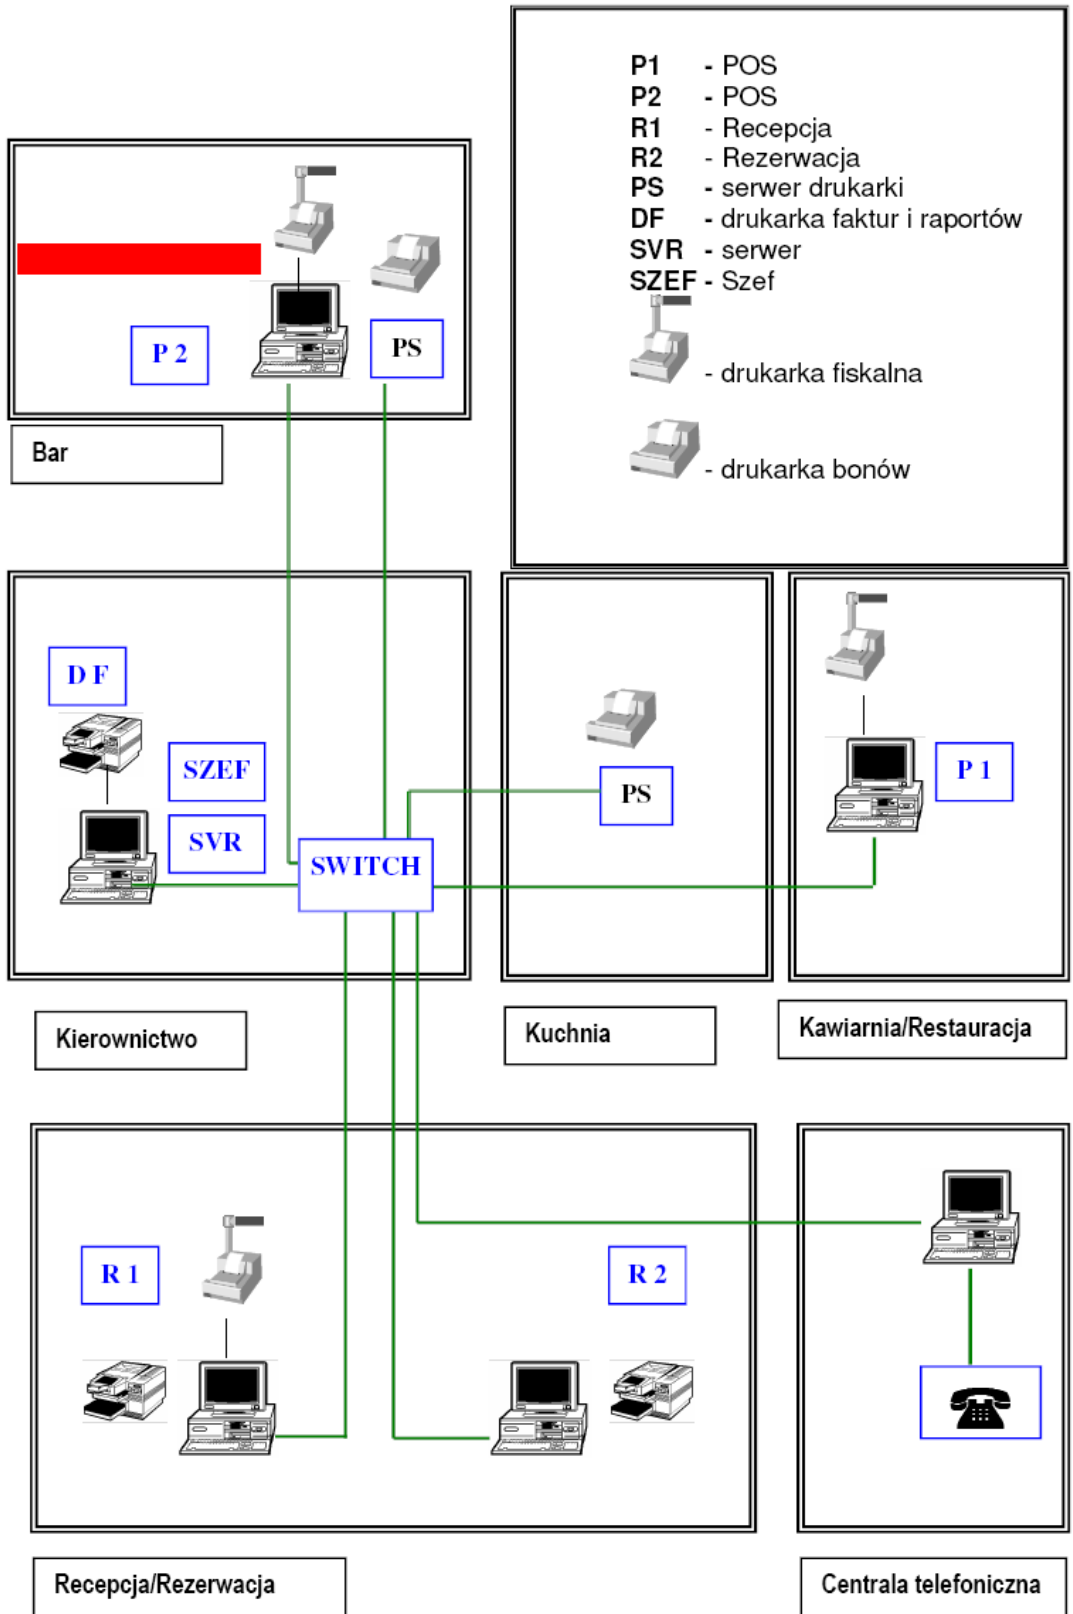 P1 - POS
P2 - POS
R1 - Recepcja
R2 - Rezerwacja
PS - serwer drukarki
DF - drukarka faktur i raportów
SVR - serwer
SZEF - Szef
- drukarka fiskalna
- drukarka bonów
P 2
PS
Bar
D F
SZEF
SVR
SWITCH
PS
P 1
Kierownictwo
Kuchnia
Kawiarnia/Restauracja
R 1
R 2
Recepcja/Rezerwacja
Centrala telefoniczna